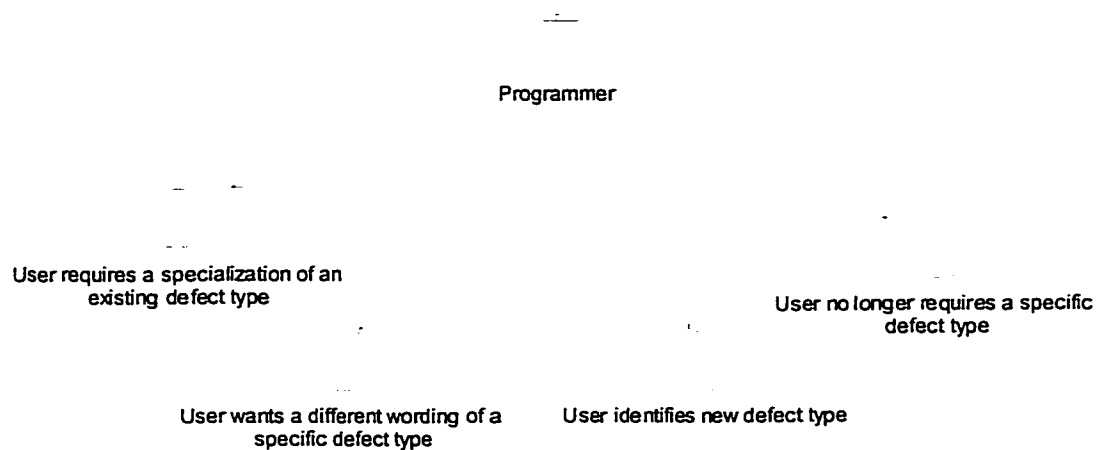 Programmer
User requires a specialization of an
existing defect type
User no longer requires a specific
defect type
User wants a different wording of a
specific defect type
User identifies new defect type